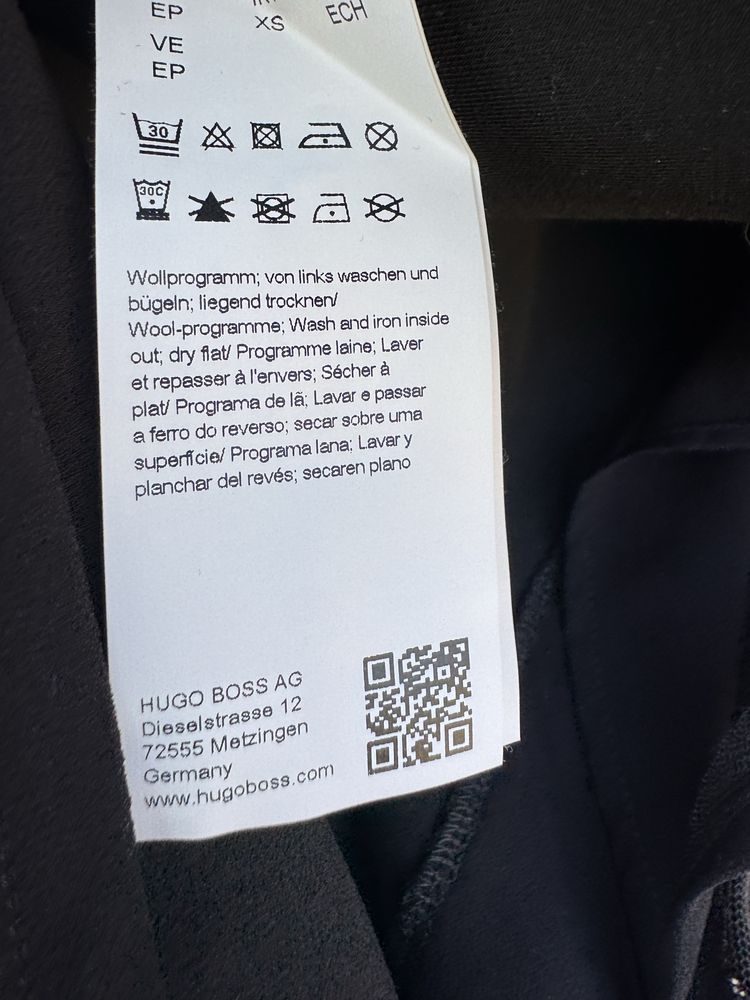 EP
XS
ECH
VE
EP
30
30C
Wollprogramm; von links waschen und
bügeln; liegend trocknen/
Wool-programme; Wash and iron inside
out; dry flat/ Programme laine; Laver
et repasser à l'envers; Sécher à
plat/ Programa de lã; Lavar e passar
a ferro do reverso; secar sobre uma
superfície/ Programa lana; Lavar y
planchar del revés; secaren plano
HUGO BOSS AG
Dieselstrasse 12
72555 Metzingen
Germany
www.hugoboss.com